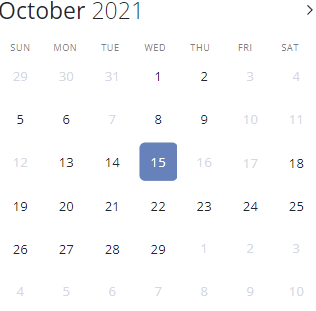 October 2021
SUN MON TUE WED THU FRI SAT
29 30 31 1 2 3 4
5 6 7 8 9 10 11
12 13 14 15 16 17 18
19 20 21 22 23 24 25
26 27 28 29 1 2 3
4 5 6 7 8 9 10